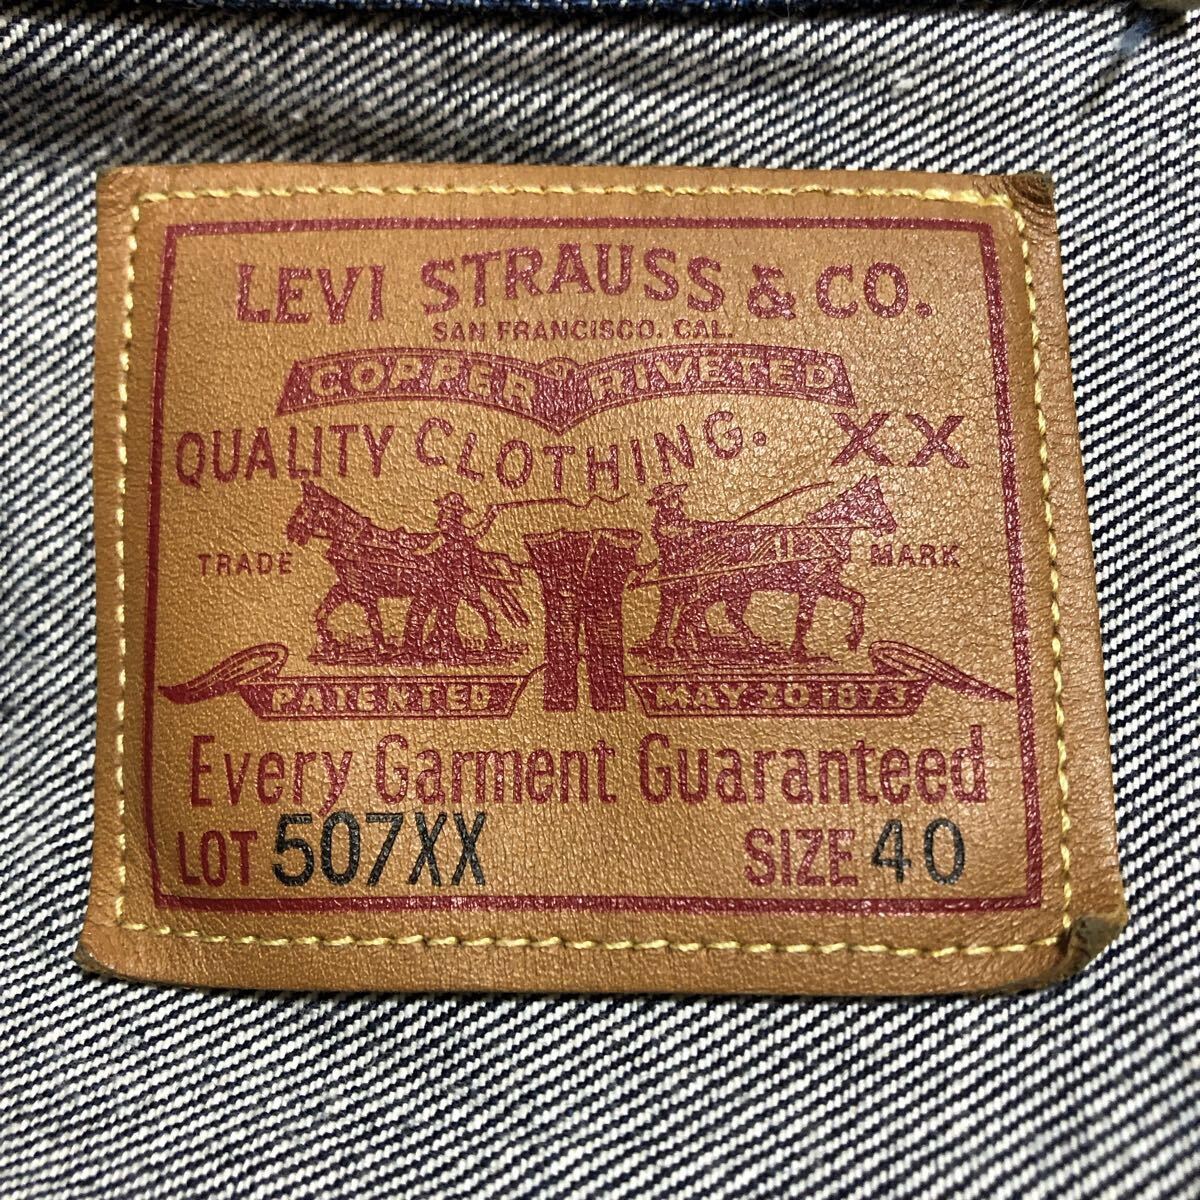 LEVI STRAUSS & CO.
SAN FRANCISCO. CAL.
COPPER RIVETED
QUALITY CLOTHING. XX
TRADE MARK
PATENTED MAY 20 1873
Every Garment Guaranteed
LOT 507XX SIZE 40